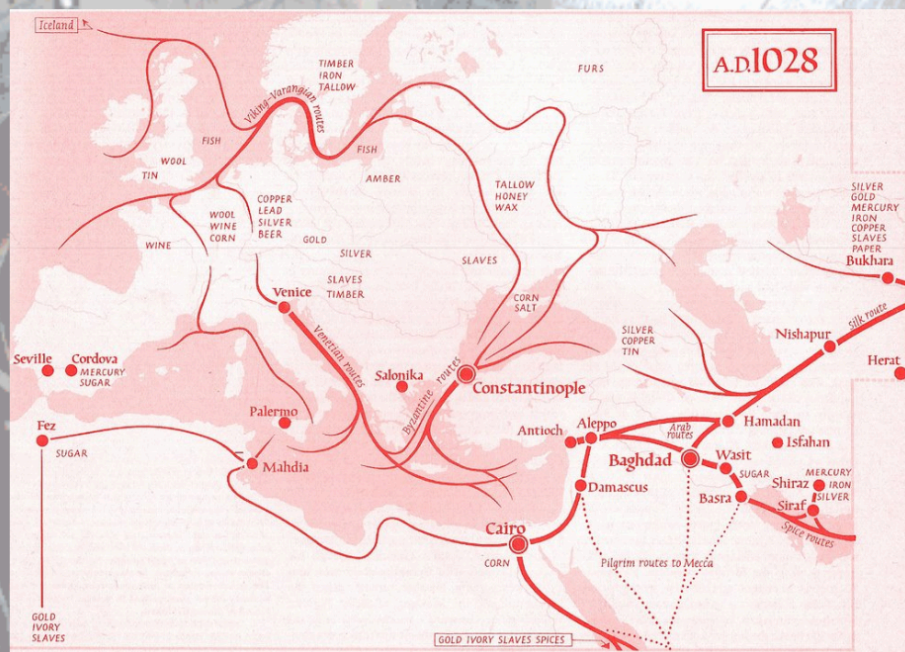 Iceland
A.D.1028
TIMBER
IRON
TALLOW
FURS
Viking-Varangian routes
FISH
FISH
WOOL
TIN
AMBER
TALLOW
HONEY
WAX
COPPER
LEAD
SILVER
BEER
WOOL
WINE
CORN
WINE
GOLD
SILVER
SLAVES
SLAVES
TIMBER
SILVER
GOLD
MERCURY
IRON
COPPER
SLAVES
PAPER
Bukhara
Venice
CORN
SALT
Venetian routes
Byzantine routes
SILVER
COPPER
TIN
Nishapur
Silk route
Herat
Seville
Cordova
MERCURY
SUGAR
Salonika
Constantinople
Palermo
Fez
SUGAR
Mahdia
Antioch
Aleppo
Arab
routes
Hamadan
Isfahan
Baghdad
Wasit
SUGAR
Damascus
Basra
Shiraz
MERCURY
IRON
SILVER
Siraf
Spice routes
Cairo
CORN
Pilgrim routes to Mecca
GOLD
IVORY
SLAVES
GOLD IVORY SLAVES SPICES